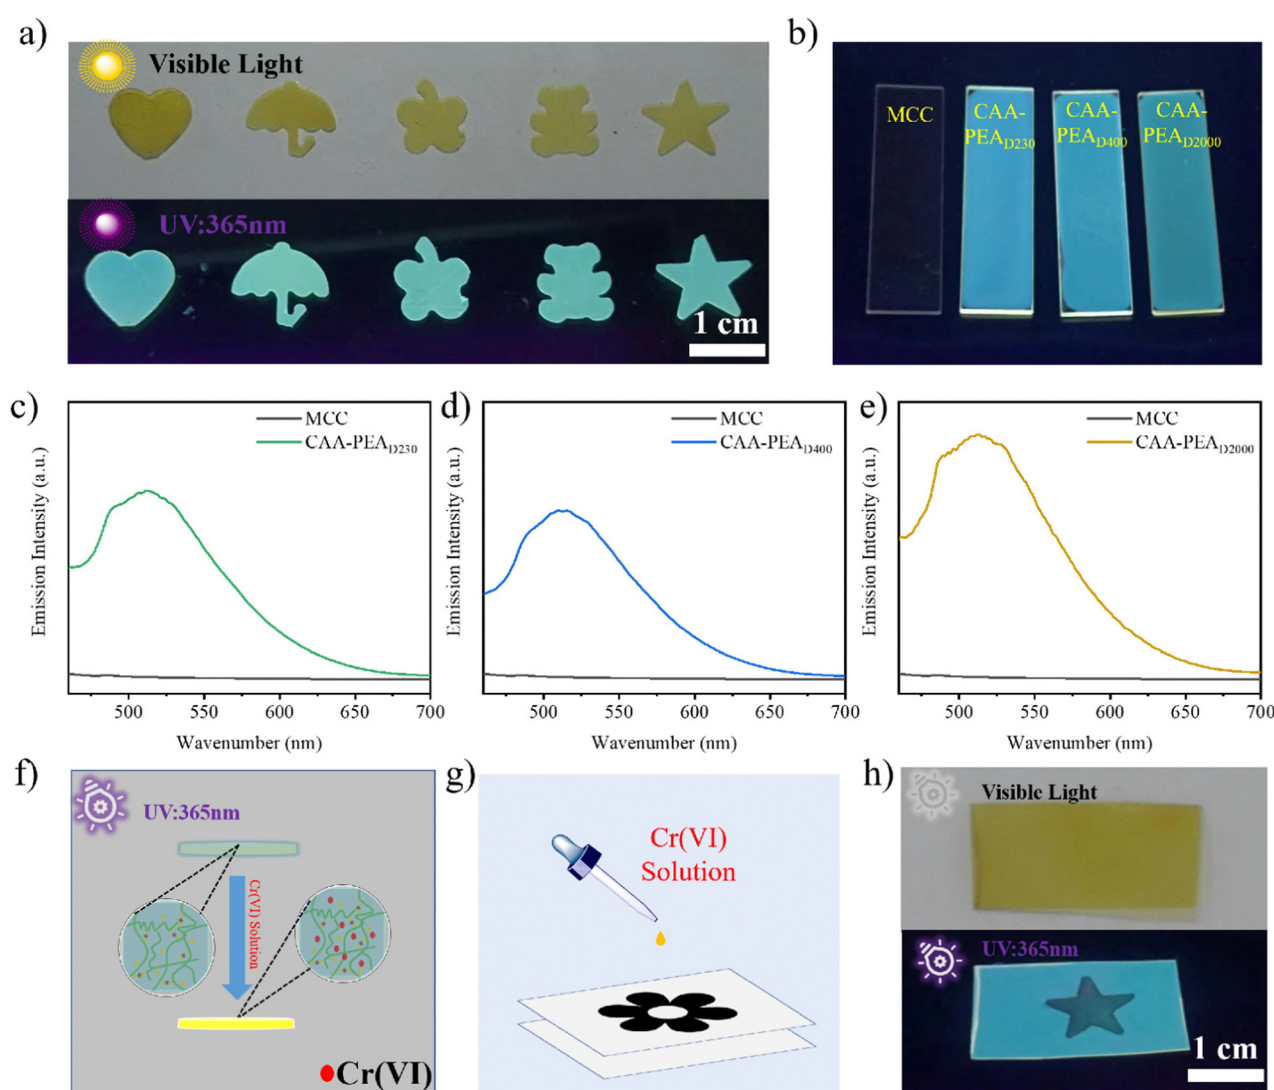 a)
Visible Light
UV:365nm
1 cm
b)
MCC
CAA-
PEAD230
CAA-
PEAD400
CAA-
PEAD2000
c)
MCC
CAA-PEAD230
Emission Intensity (a.u.)
500 550 600 650 700
Wavenumber (nm)
d)
MCC
CAA-PEAD400
Emission Intensity (a.u.)
500 550 600 650 700
Wavenumber (nm)
e)
MCC
CAA-PEAD2000
Emission Intensity (a.u.)
500 550 600 650 700
Wavenumber (nm)
f)
UV:365nm
Cr(VI) Solution
Cr(VI)
g)
Cr(VI)
Solution
h)
Visible Light
UV:365nm
1 cm